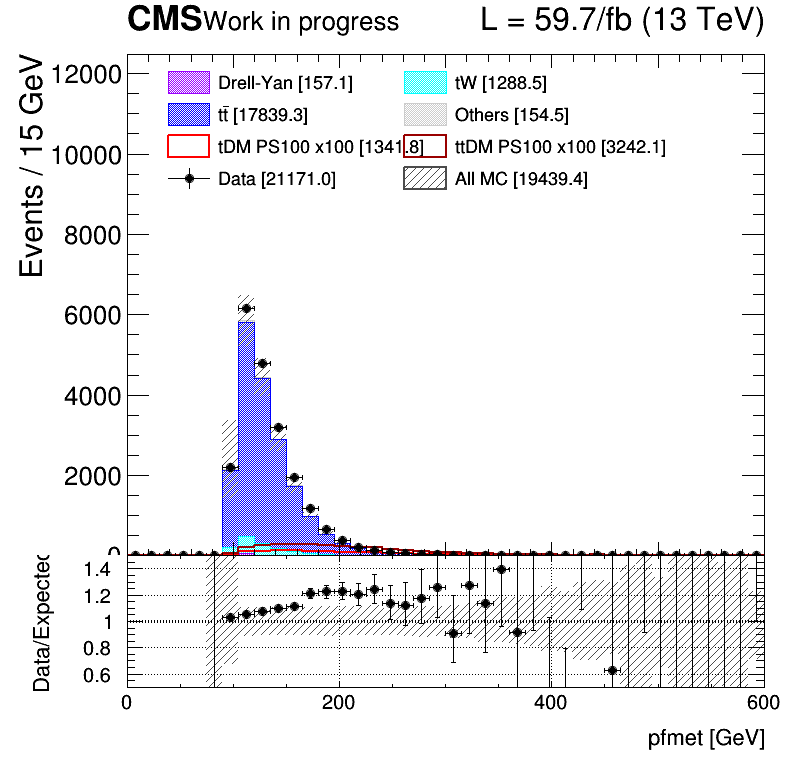 CMS Work in progress L = 59.7/fb (13 TeV)
Events / 15 GeV
12000
10000
8000
6000
4000
2000
0
Drell-Yan [157.1] tW [1288.5]
tt̄ [17839.3] Others [154.5]
tDM PS100 x100 [1341.8] ttDM PS100 x100 [3242.1]
Data [21171.0] All MC [19439.4]
Data/Expected
1.4
1.2
1
0.8
0.6
0 200 400 600
pfmet [GeV]